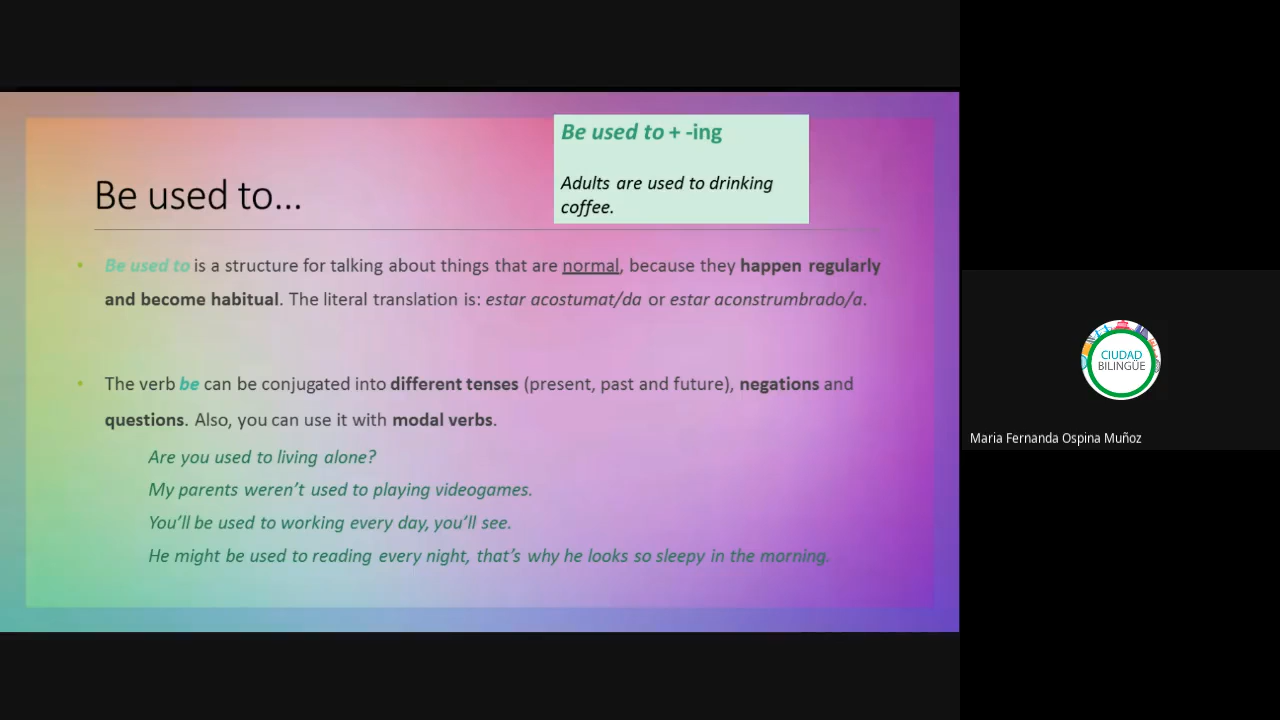 Be used to + -ing
Adults are used to drinking
coffee.
Be used to...
• Be used to is a structure for talking about things that are normal, because they happen regularly
and become habitual. The literal translation is: estar acostumat/da or estar aconstrumbrado/a.
• The verb be can be conjugated into different tenses (present, past and future), negations and
questions. Also, you can use it with modal verbs.
Are you used to living alone?
My parents weren't used to playing videogames.
You'll be used to working every day, you'll see.
He might be used to reading every night, that's why he looks so sleepy in the morning.
CIUDAD
BILINGÜE
Maria Fernanda Ospina Muñoz